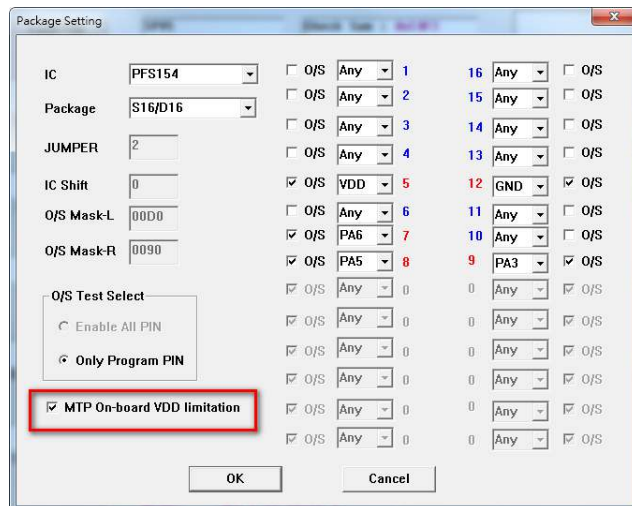 Package Setting
IC PFS154
Package S16/D16
JUMPER 2
IC Shift 0
O/S Mask-L 00D0
O/S Mask-R 0090
O/S Test Select
Enable All PIN
Only Program PIN
MTP On-board VDD limitation
O/S Any 1 16 Any O/S
O/S Any 2 15 Any O/S
O/S Any 3 14 Any O/S
O/S Any 4 13 Any O/S
O/S VDD 5 12 GND O/S
O/S Any 6 11 Any O/S
O/S PA6 7 10 Any O/S
O/S PA5 8 9 PA3 O/S
O/S Any 0 0 Any O/S
O/S Any 0 0 Any O/S
O/S Any 0 0 Any O/S
O/S Any 0 0 Any O/S
O/S Any 0 0 Any O/S
O/S Any 0 0 Any O/S
OK Cancel